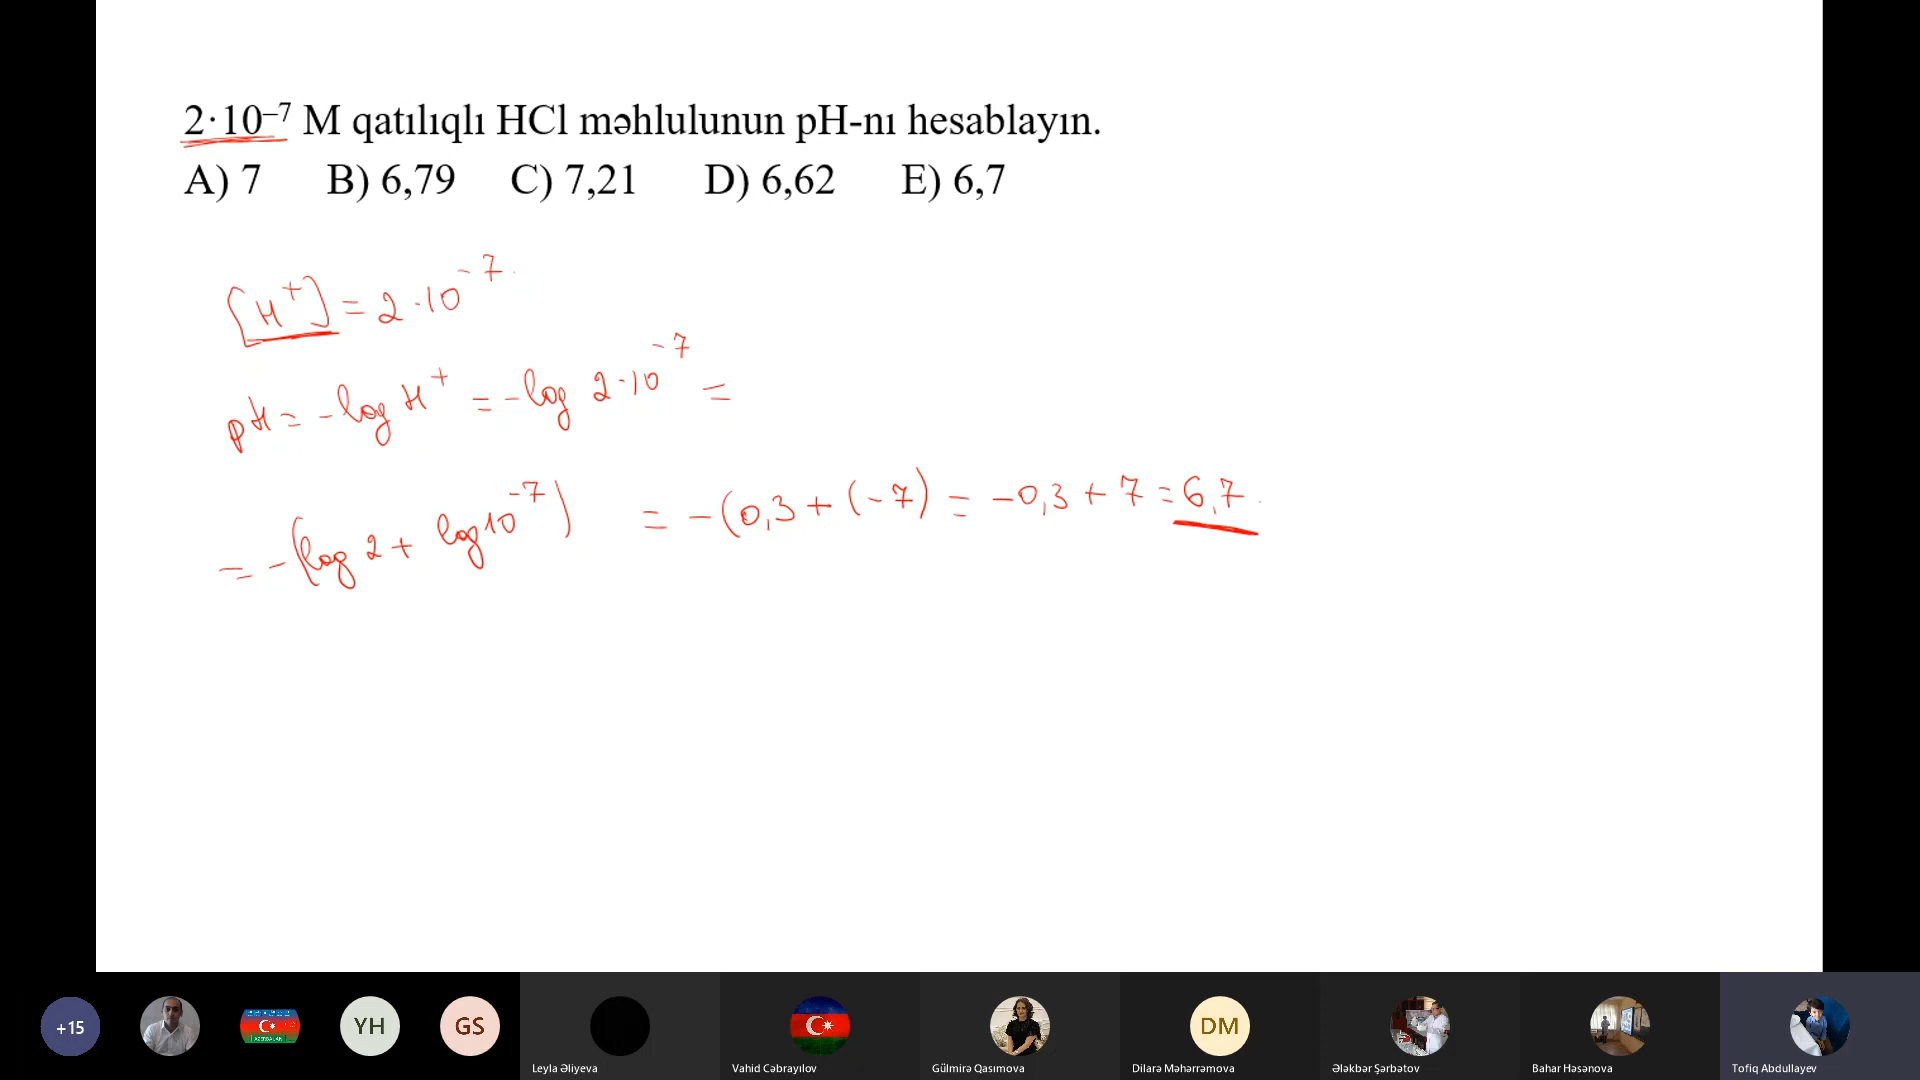 2·10⁻⁷ M qatılıqlı HCl məhlulunun pH-nı hesablayın.
A) 7 B) 6,79 C) 7,21 D) 6,62 E) 6,7
[H⁺] = 2·10⁻⁷
pH = -log H⁺ = -log 2·10⁻⁷ =
= -(log 2 + log 10⁻⁷) = -(0,3 + (-7) = -0,3 + 7 = 6,7
+15
AZERBAIJAN
YH
GS
DM
Leyla Əliyeva
Vahid Cəbrayılov
Gülmirə Qasımova
Dilarə Məhərrəmova
Ələkbər Şərbətov
Bahar Həsənova
Tofiq Abdullayev